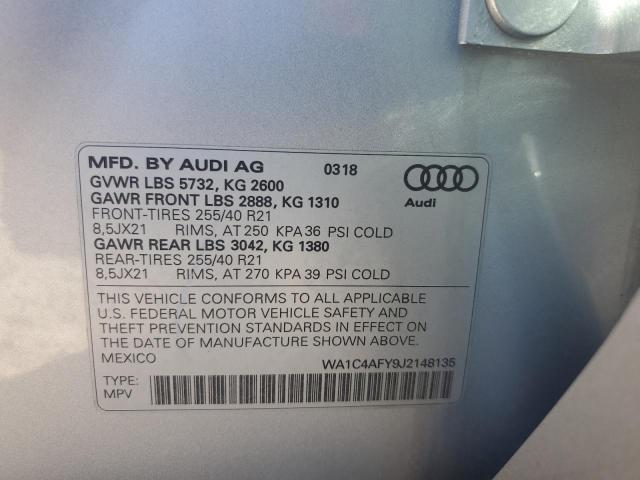 MFD. BY AUDI AG 0318
GVWR LBS 5732, KG 2600
GAWR FRONT LBS 2888, KG 1310
FRONT-TIRES 255/40 R21
8,5JX21 RIMS, AT 250 KPA 36 PSI COLD
GAWR REAR LBS 3042, KG 1380
REAR-TIRES 255/40 R21
8,5JX21 RIMS, AT 270 KPA 39 PSI COLD
Audi
THIS VEHICLE CONFORMS TO ALL APPLICABLE
U.S. FEDERAL MOTOR VEHICLE SAFETY AND
THEFT PREVENTION STANDARDS IN EFFECT ON
THE DATE OF MANUFACTURE SHOWN ABOVE.
MEXICO WA1C4AFY9J2148135
TYPE:
MPV